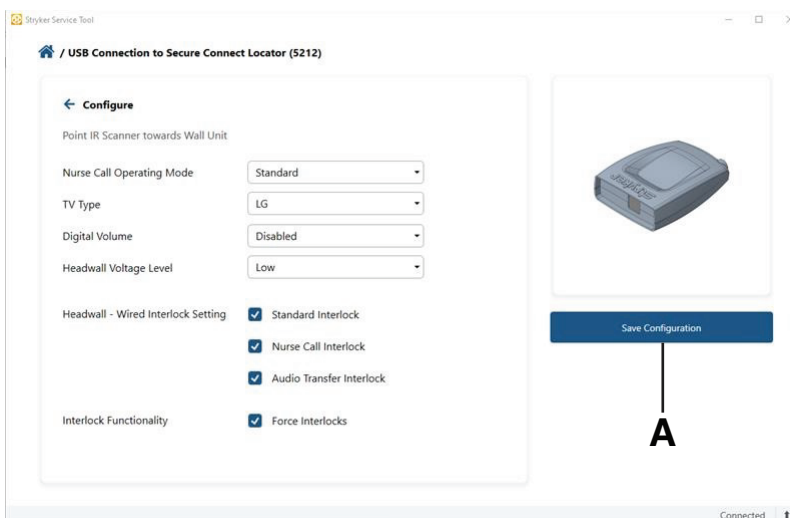 Stryker Service Tool
/ USB Connection to Secure Connect Locator (5212)
Configure
Point IR Scanner towards Wall Unit
Nurse Call Operating Mode Standard
TV Type LG
Digital Volume Disabled
Headwall Voltage Level Low
Headwall - Wired Interlock Setting Standard Interlock
Nurse Call Interlock
Audio Transfer Interlock
Interlock Functionality Force Interlocks
stryker
Save Configuration
A
Connected